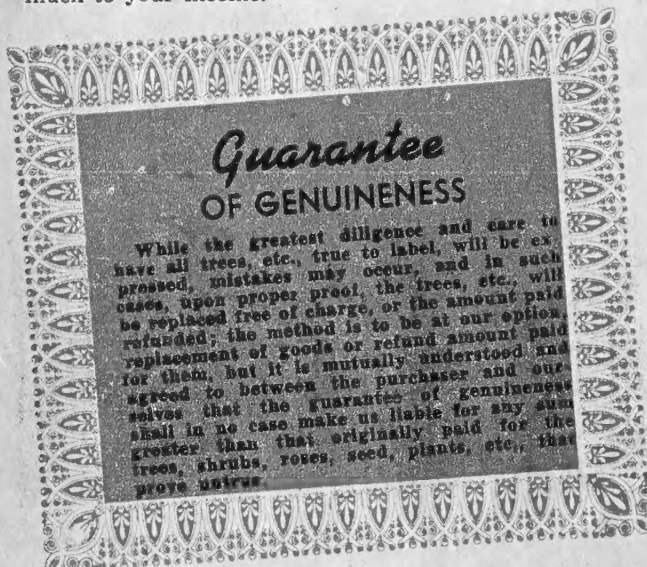 much to your income.
Guarantee
OF GENUINENESS
While the greatest diligence and care to
have all trees, etc., true to label, will be ex
pressed, mistakes may occur, and in such
cases, upon proper proof, the trees, etc., will
be replaced free of charge, or the amount paid
refunded; the method is to be at our option,
replacement of goods or refund amount paid
for them, but it is mutually understood and
agreed to between the purchaser and our
selves that the guarantee of genuineness
shall in no case make us liable for any sum
greater than that originally paid for the
trees, shrubs, roses, seed, plants, etc., that
prove untrue.